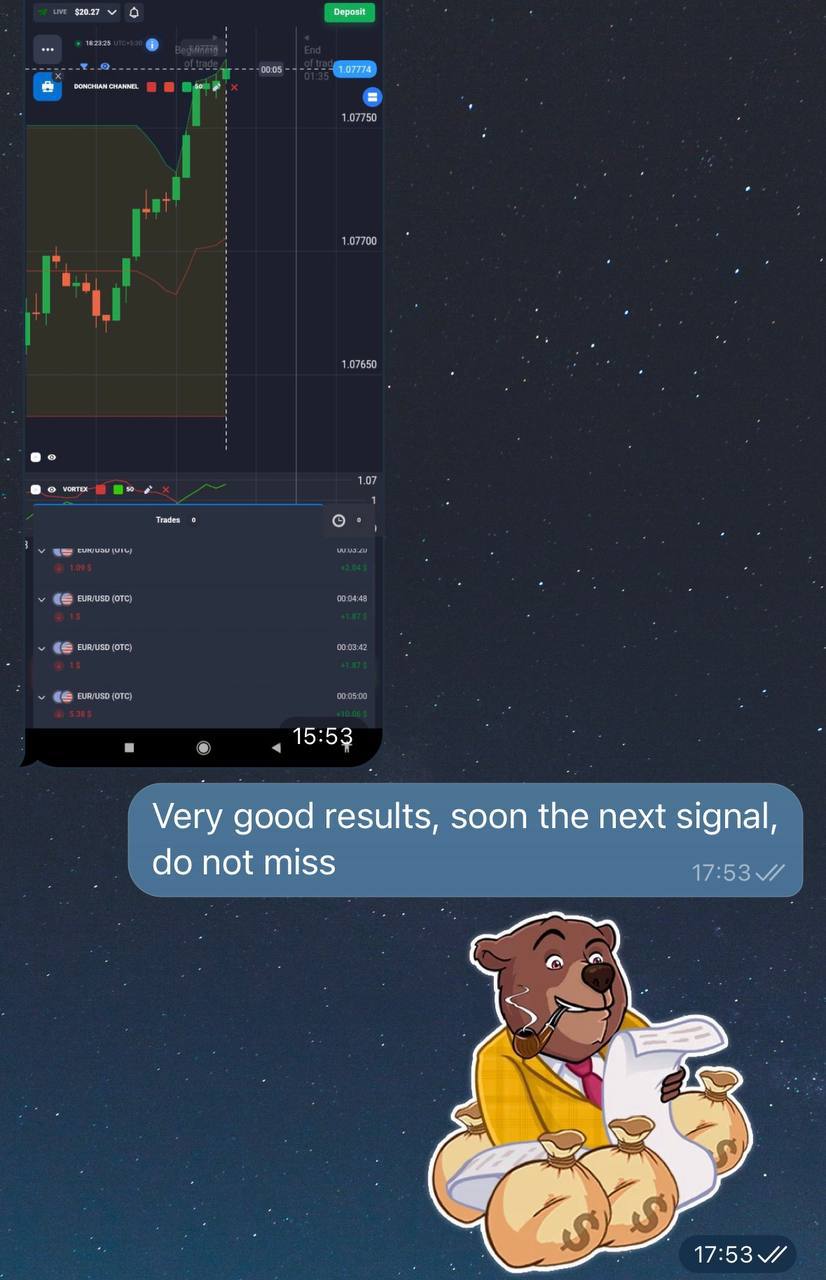 LIVE $20.27 Deposit
18:23:25 UTC+5:30
Beginning of trade
End of trade 01:35
00:05 1.07774
DONCHIAN CHANNEL 50
1.07750
1.07700
1.07650
1.07
VORTEX 50
1
Trades 0 0
EUR/USD (OTC) 00:03:20
1.09 $ +2.04 $
EUR/USD (OTC) 00:04:48
1 $ +1.87 $
EUR/USD (OTC) 00:03:42
1 $ +1.87 $
EUR/USD (OTC) 00:05:00
5.38 $ +10.06 $
15:53
Very good results, soon the next signal,
do not miss
17:53
$
$
$
17:53